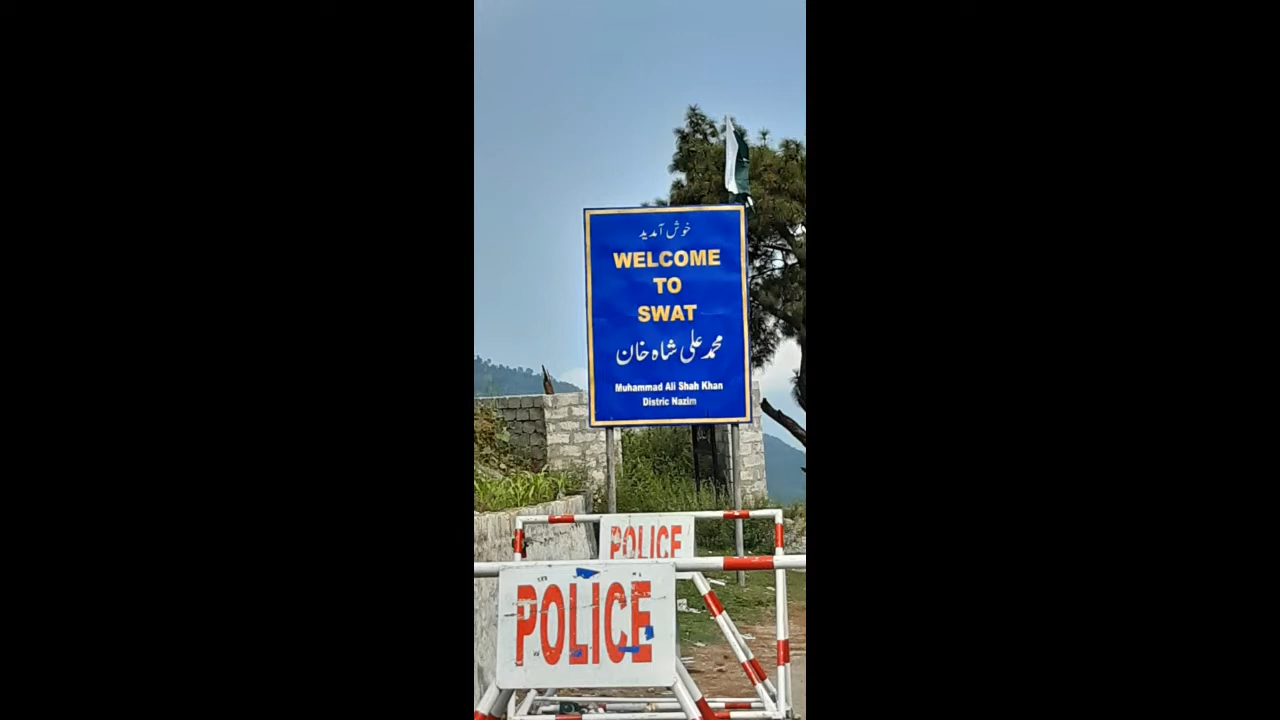 خوش آمدید
WELCOME
TO
SWAT
محمد علی شاہ خان
Muhammad Ali Shah Khan
Distric Nazim
POLICE
POLICE